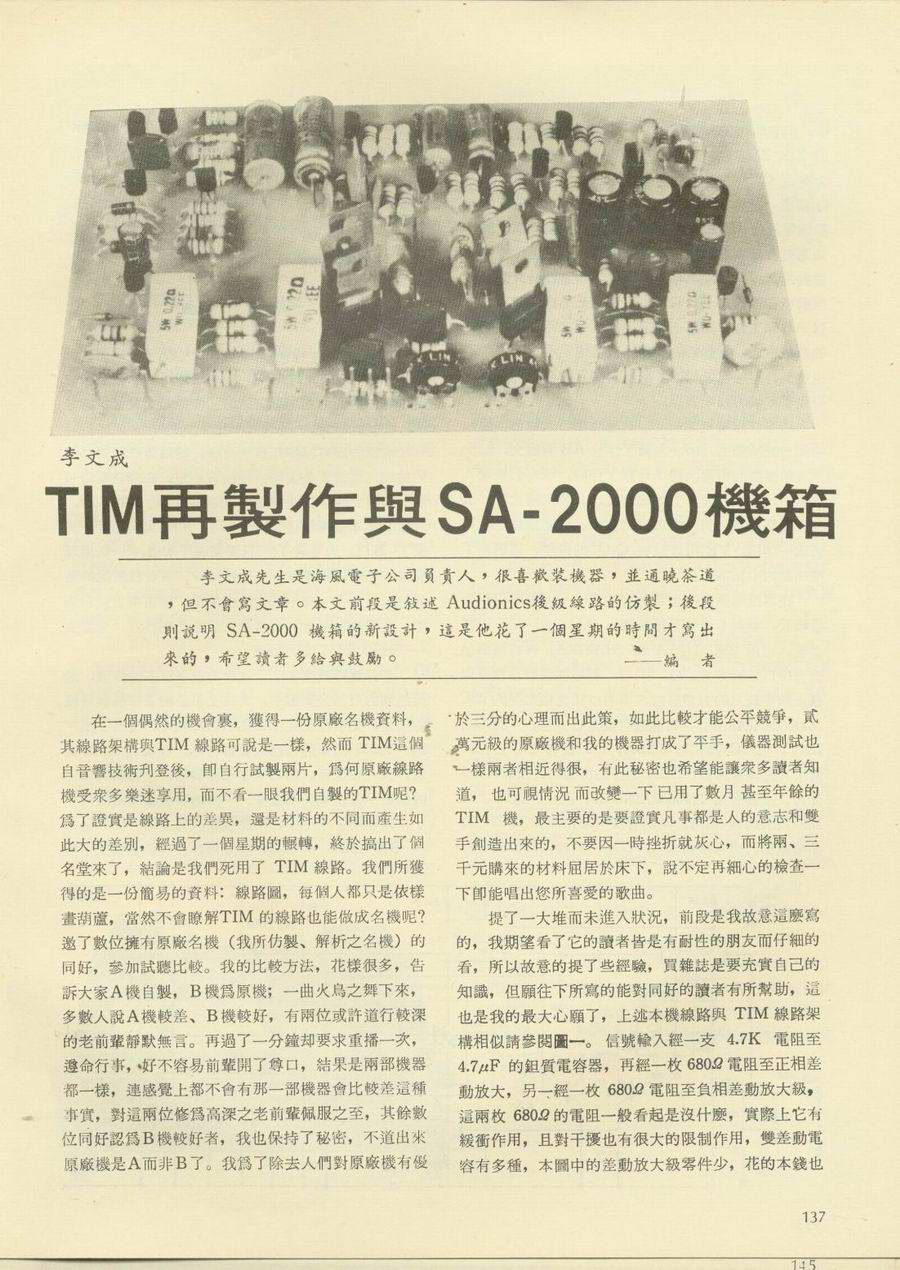 5W 0.22Ω
5W 0.22Ω
5W
K LIN
K LIN
李文成
TIM再製作與SA-2000機箱
李文成先生是海風電子公司負責人，很喜歡裝機器，並通曉茶道
，但不會寫文章。本文前段是敍述 Audionics後級線路的仿製；後段
則說明 SA-2000 機箱的新設計，這是他花了一個星期的時間才寫出
來的，希望讀者多給與鼓勵。 ——編 者
在一個偶然的機會裏，獲得一份原廠名機資料，
其線路架構與TIM 線路可說是一樣，然而 TIM這個
自音響技術刋登後，卽自行試製兩片，爲何原廠線路
機受衆多樂迷享用，而不看一眼我們自製的TIM呢？
爲了證實是線路上的差異，還是材料的不同而產生如
此大的差別，經過了一個星期的輾轉，終於搞出了個
名堂來了，結論是我們死用了 TIM 線路。我們所獲
得的是一份簡易的資料：線路圖，每個人都只是依樣
畫葫蘆，當然不會瞭解TIM 的線路也能做成名機呢？
邀了數位擁有原廠名機（我所仿製、解析之名機）的
同好，參加試聽比較。我的比較方法，花樣很多，告
訴大家A機自製，B機爲原機；一曲火鳥之舞下來，
多數人說A機較差、B機較好，有兩位或許道行較深
的老前輩靜默無言。再過了一分鐘却要求重播一次，
遵命行事，好不容易前輩開了尊口，結果是兩部機器
都一樣，連感覺上都不會有那一部機器會比較差這種
事實，對這兩位修爲高深之老前輩佩服之至，其餘數
位同好認爲B機較好者，我也保持了秘密，不道出來
原廠機是A而非B了。我爲了除去人們對原廠機有優
於三分的心理而出此策，如此比較才能公平競爭，貳
萬元級的原廠機和我的機器打成了平手，儀器測試也
一樣兩者相近得很，有此秘密也希望能讓衆多讀者知
道，也可視情況而改變一下已用了數月甚至年餘的
TIM 機，最主要的是要證實凡事都是人的意志和雙
手創造出來的，不要因一時挫折就灰心，而將兩、三
千元購來的材料屈居於床下，說不定再細心的檢查一
下卽能唱出您所喜愛的歌曲。
提了一大堆而未進入狀況，前段是我故意這麼寫
的，我期望看了它的讀者皆是有耐性的朋友而仔細的
看，所以故意的提了些經驗，買雜誌是要充實自己的
知識，但願往下所寫的能對同好的讀者有所幫助，這
也是我的最大心願了，上述本機線路與 TIM 線路架
構相似請參閱圖一。 信號輸入經一支 4.7K 電阻至
4.7μF 的鉭質電容器，再經一枚 680Ω 電阻至正相差
動放大，另一經一枚 680Ω 電阻至負相差動放大級，
這兩枚 680Ω 的電阻一般看起是沒什麼，實際上它有
緩衝作用，且對干擾也有很大的限制作用，雙差動電
容有多種，本圖中的差動放大級零件少，花的本錢也
137
145